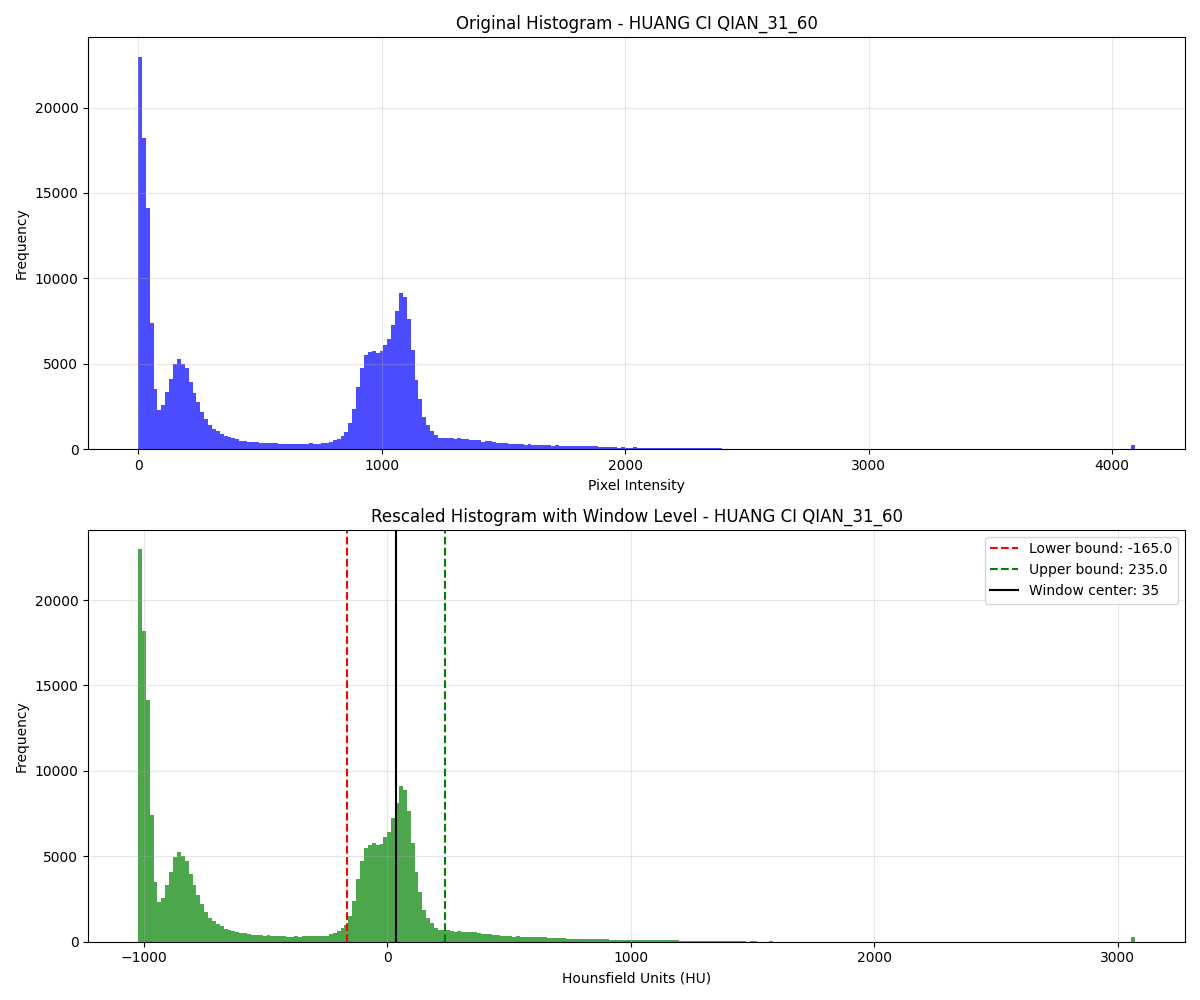 Original Histogram - HUANG CI QIAN_31_60
Frequency
20000
15000
10000
5000
0
0
1000
2000
3000
4000
Pixel Intensity
Rescaled Histogram with Window Level - HUANG CI QIAN_31_60
Lower bound: -165.0
Upper bound: 235.0
Window center: 35
Frequency
20000
15000
10000
5000
0
−1000
0
1000
2000
3000
Hounsfield Units (HU)